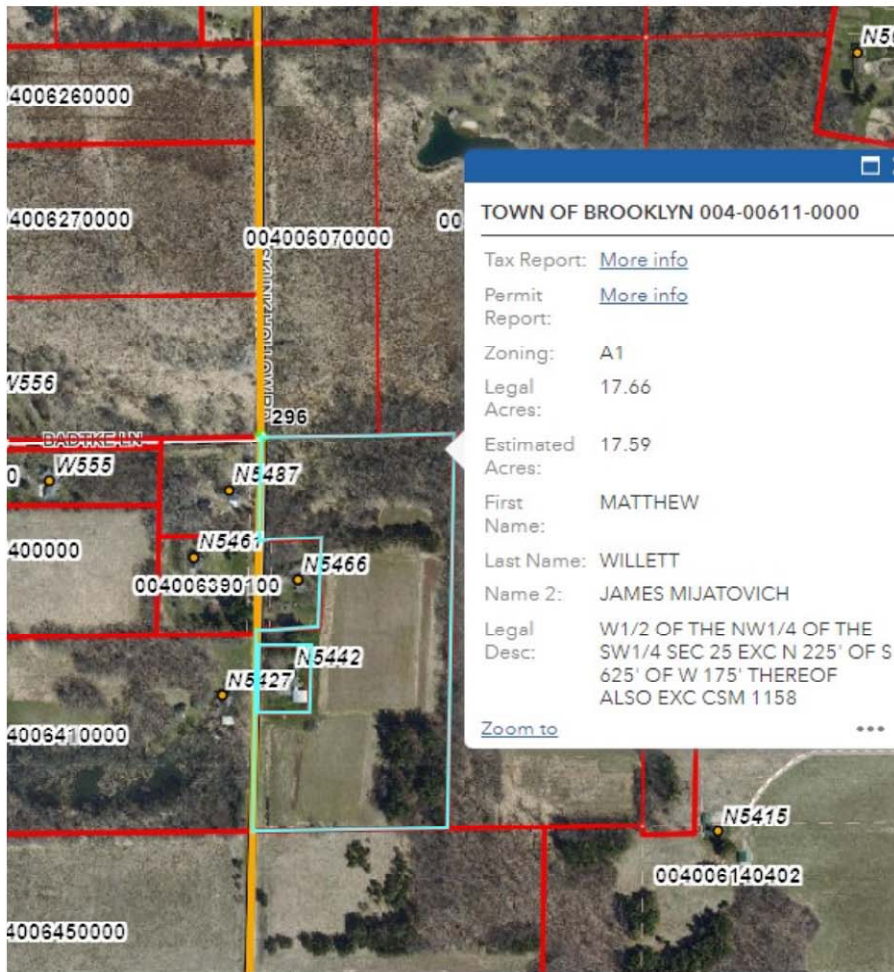 N5
4006260000
4006270000
004006070000
00
W556
296
BADTKE LN
0
W555
N5487
400000
N5461
N5466
004006390100
N5442
N5427
4006410000
N5415
004006140402
4006450000
TOWN OF BROOKLYN 004-00611-0000
Tax Report: More info
Permit Report: More info
Zoning: A1
Legal Acres: 17.66
Estimated Acres: 17.59
First Name: MATTHEW
Last Name: WILLETT
Name 2: JAMES MIJATOVICH
Legal Desc: W1/2 OF THE NW1/4 OF THE
SW1/4 SEC 25 EXC N 225' OF S
625' OF W 175' THEREOF
ALSO EXC CSM 1158
Zoom to